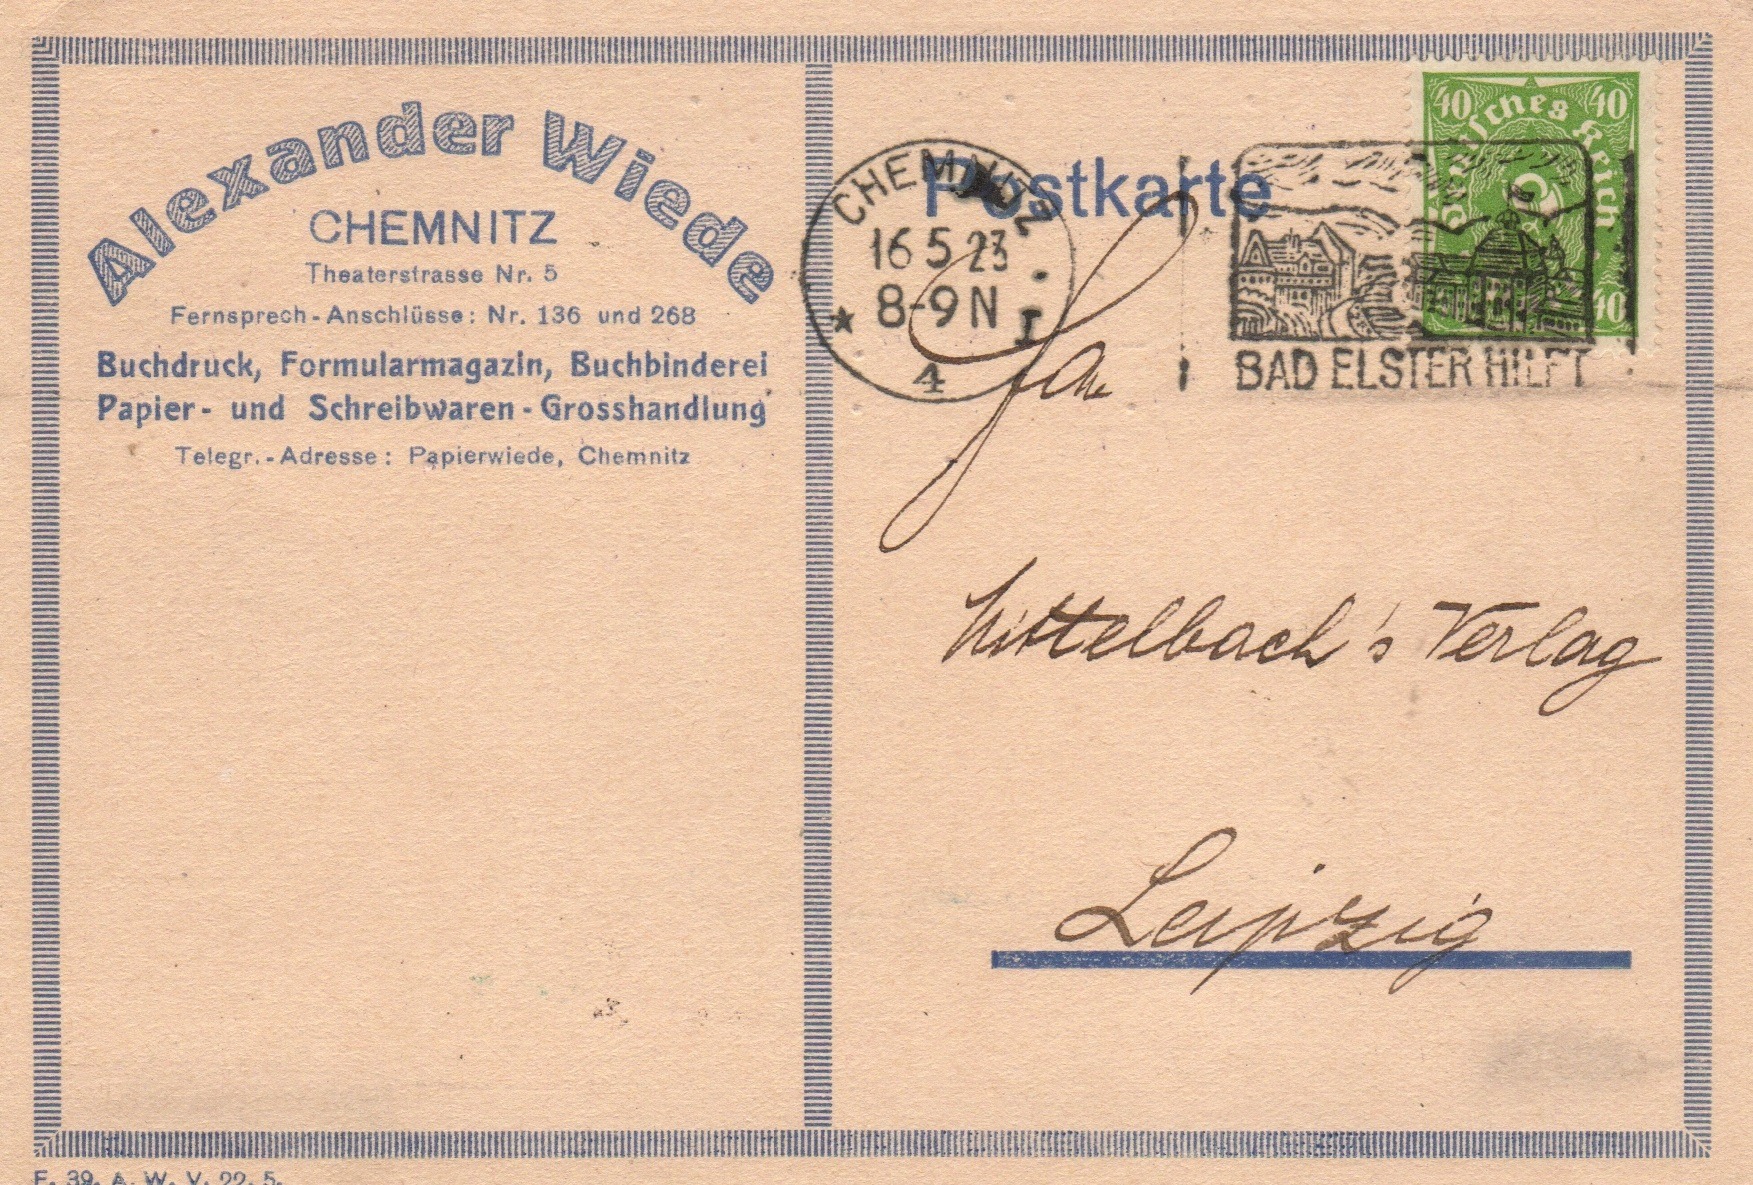 Alexander Wiede
CHEMNITZ
Theaterstrasse Nr. 5
Fernsprech-Anschlüsse: Nr. 136 und 268
Buchdruck, Formularmagazin, Buchbinderei
Papier- und Schreibwaren-Grosshandlung
Telegr.-Adresse: Papierwiede, Chemnitz
Postkarte
CHEMNITZ
16 5 23
8-9 N
I
4
BAD ELSTER HILFT
40 40
Deutsches Reich
40
Fa.
Mittelbach's Verlag
Leipzig
F. 39. A. W. V. 22. 5.